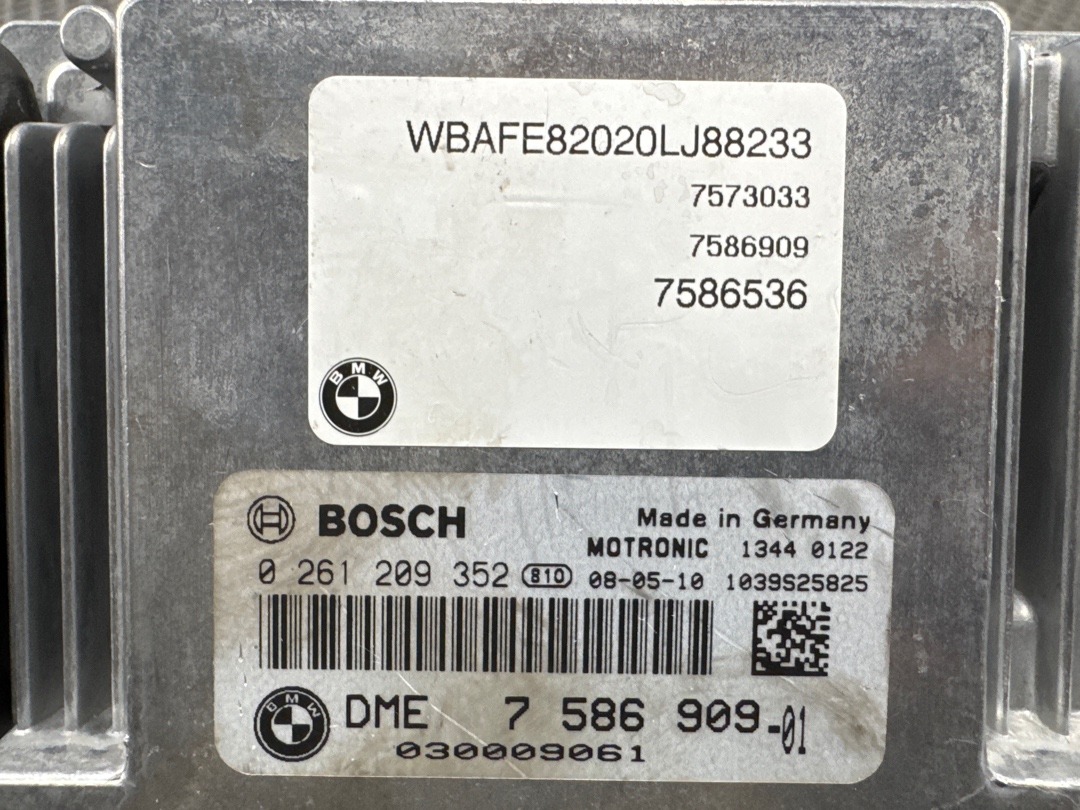 WBAFE82020LJ88233
7573033
7586909
7586536
BMW
BOSCH Made in Germany
MOTRONIC 1344 0122
0 261 209 352 B10 08-05-10 1039S25825
BMW DME 7 586 909-01
030009061